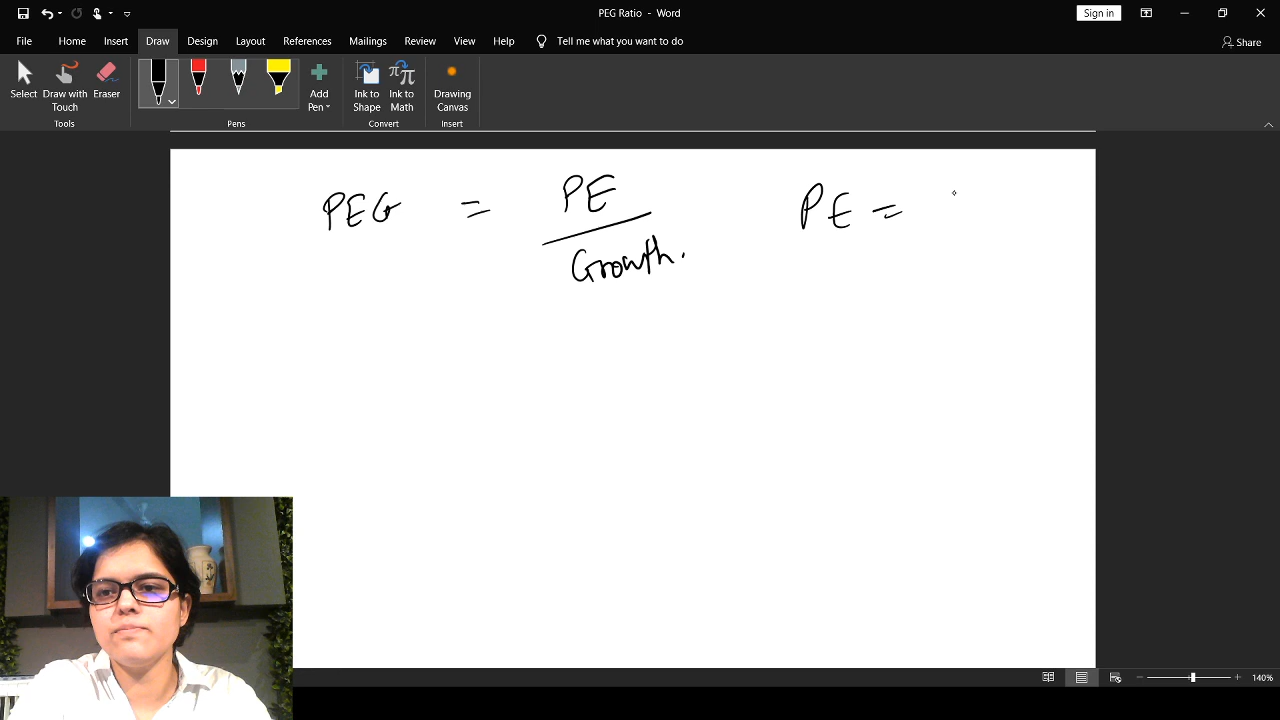 PEG Ratio - Word
Sign in
File Home Insert Draw Design Layout References Mailings Review View Help Tell me what you want to do
Share
Select
Draw with Touch
Eraser
Add Pen
Ink to Shape
Ink to Math
Drawing Canvas
Tools Pens Convert Insert
PEG = PE
Growth.
PE =
140%